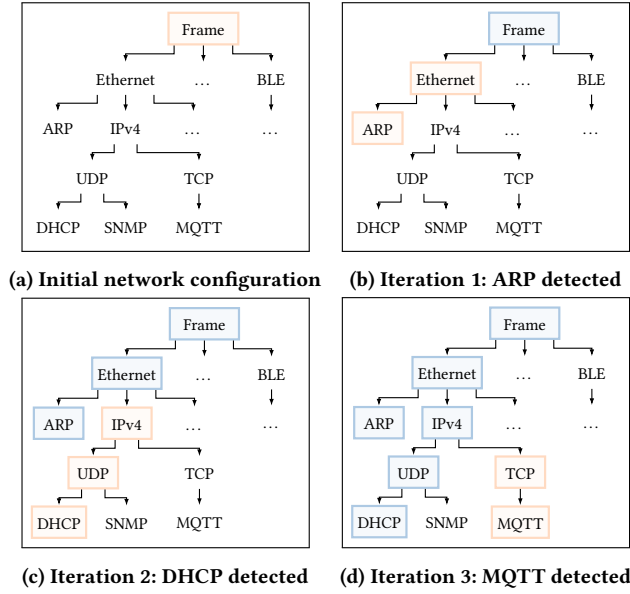 Frame
Ethernet ... BLE
ARP IPv4 ... ...
UDP TCP
DHCP SNMP MQTT
(a) Initial network configuration
Frame
Ethernet ... BLE
ARP IPv4 ... ...
UDP TCP
DHCP SNMP MQTT
(b) Iteration 1: ARP detected
Frame
Ethernet ... BLE
ARP IPv4 ... ...
UDP TCP
DHCP SNMP MQTT
(c) Iteration 2: DHCP detected
Frame
Ethernet ... BLE
ARP IPv4 ... ...
UDP TCP
DHCP SNMP MQTT
(d) Iteration 3: MQTT detected